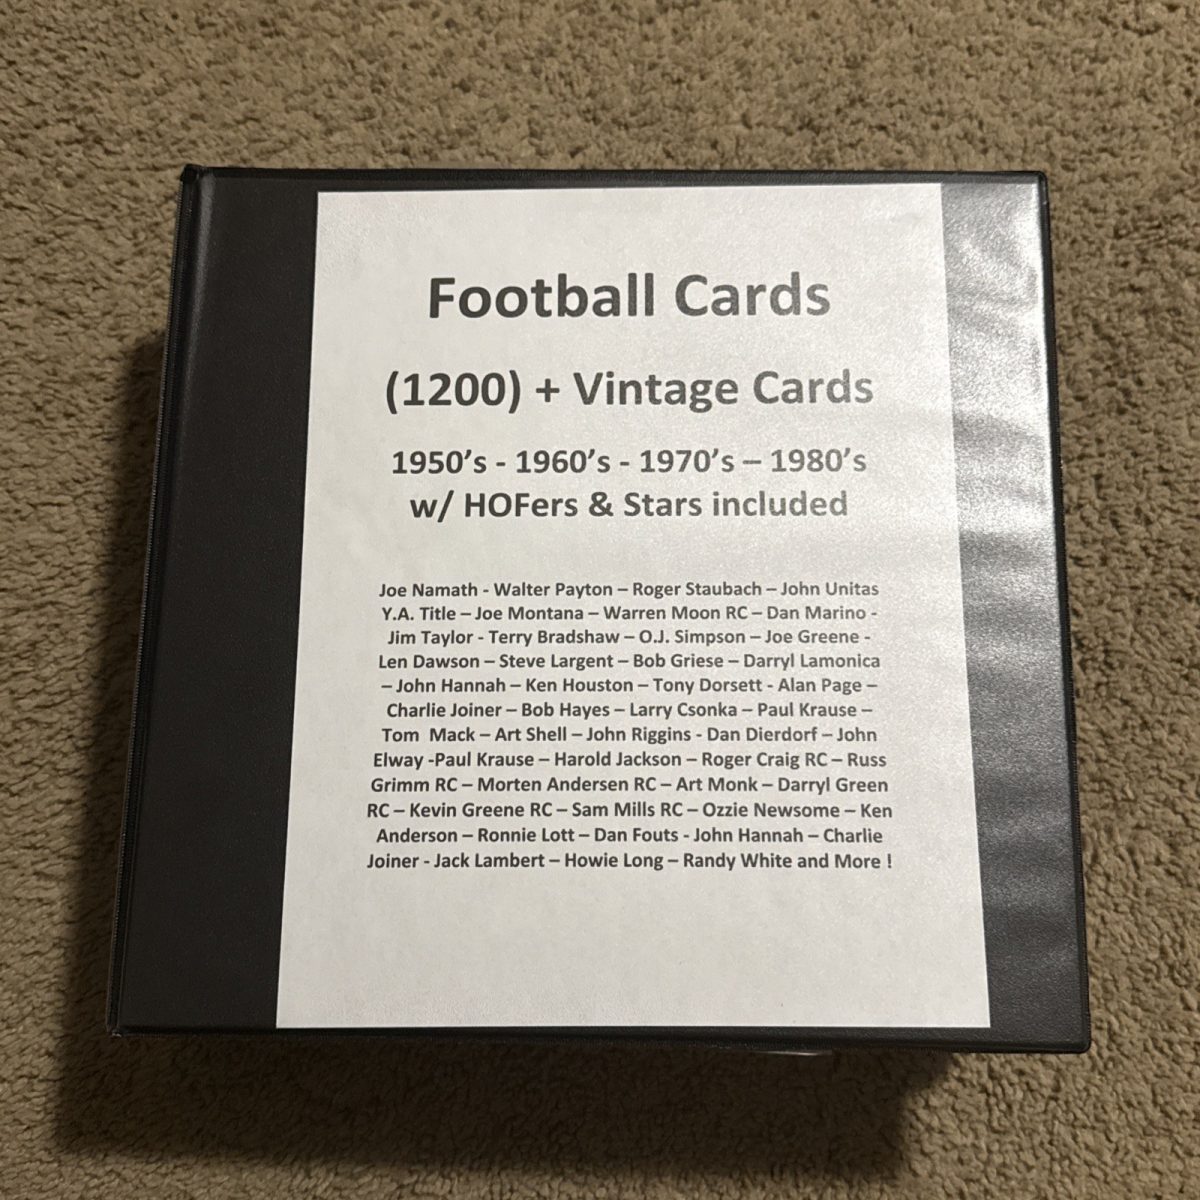 Football Cards
(1200) + Vintage Cards
1950’s - 1960’s - 1970’s – 1980’s
w/ HOFers & Stars included
Joe Namath - Walter Payton – Roger Staubach – John Unitas
Y.A. Title – Joe Montana – Warren Moon RC – Dan Marino -
Jim Taylor - Terry Bradshaw – O.J. Simpson – Joe Greene -
Len Dawson – Steve Largent – Bob Griese – Darryl Lamonica
– John Hannah – Ken Houston – Tony Dorsett - Alan Page –
Charlie Joiner – Bob Hayes – Larry Csonka – Paul Krause –
Tom  Mack – Art Shell – John Riggins - Dan Dierdorf – John
Elway -Paul Krause – Harold Jackson – Roger Craig RC – Russ
Grimm RC – Morten Andersen RC – Art Monk – Darryl Green
RC – Kevin Greene RC – Sam Mills RC – Ozzie Newsome – Ken
Anderson – Ronnie Lott – Dan Fouts - John Hannah – Charlie
Joiner - Jack Lambert – Howie Long – Randy White and More !